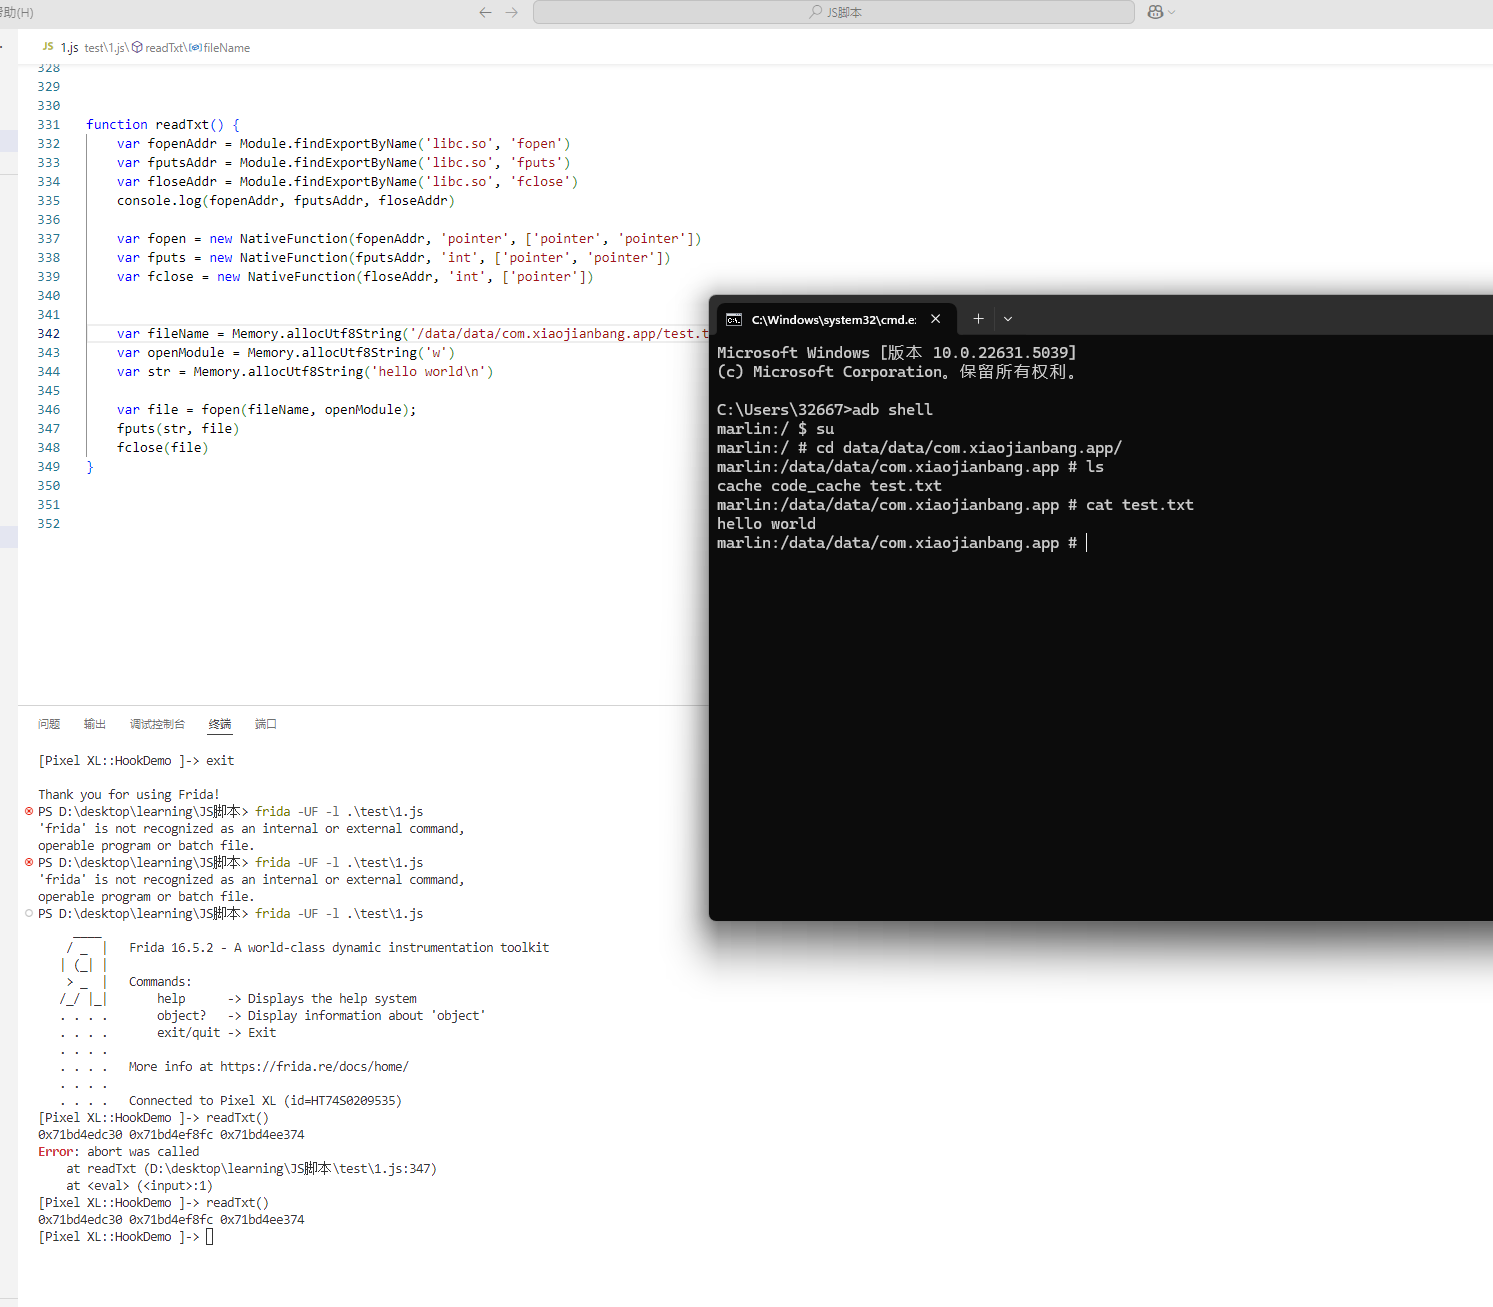 帮助(H)
← → JS脚本
JS 1.js test\1.js\readTxt\fileName
328
329
330
331 function readTxt() {
332 var fopenAddr = Module.findExportByName('libc.so', 'fopen')
333 var fputsAddr = Module.findExportByName('libc.so', 'fputs')
334 var floseAddr = Module.findExportByName('libc.so', 'fclose')
335 console.log(fopenAddr, fputsAddr, floseAddr)
336
337 var fopen = new NativeFunction(fopenAddr, 'pointer', ['pointer', 'pointer'])
338 var fputs = new NativeFunction(fputsAddr, 'int', ['pointer', 'pointer'])
339 var fclose = new NativeFunction(floseAddr, 'int', ['pointer'])
340
341
342 var fileName = Memory.allocUtf8String('/data/data/com.xiaojianbang.app/test.t
343 var openModule = Memory.allocUtf8String('w')
344 var str = Memory.allocUtf8String('hello world\n')
345
346 var file = fopen(fileName, openModule);
347 fputs(str, file)
348 fclose(file)
349 }
350
351
352
C:\Windows\system32\cmd.e:
Microsoft Windows [版本 10.0.22631.5039]
(c) Microsoft Corporation。保留所有权利。
C:\Users\32667>adb shell
marlin:/ $ su
marlin:/ # cd data/data/com.xiaojianbang.app/
marlin:/data/data/com.xiaojianbang.app # ls
cache code_cache test.txt
marlin:/data/data/com.xiaojianbang.app # cat test.txt
hello world
marlin:/data/data/com.xiaojianbang.app #
问题 输出 调试控制台 终端 端口
[Pixel XL::HookDemo ]-> exit
Thank you for using Frida!
PS D:\desktop\learning\JS脚本> frida -UF -l .\test\1.js
'frida' is not recognized as an internal or external command,
operable program or batch file.
PS D:\desktop\learning\JS脚本> frida -UF -l .\test\1.js
'frida' is not recognized as an internal or external command,
operable program or batch file.
PS D:\desktop\learning\JS脚本> frida -UF -l .\test\1.js
____
/ _ | Frida 16.5.2 - A world-class dynamic instrumentation toolkit
| (_| |
> _ | Commands:
/_/ |_| help -> Displays the help system
. . . . object? -> Display information about 'object'
. . . . exit/quit -> Exit
. . . .
. . . . More info at https://frida.re/docs/home/
. . . .
. . . . Connected to Pixel XL (id=HT74S0209535)
[Pixel XL::HookDemo ]-> readTxt()
0x71bd4edc30 0x71bd4ef8fc 0x71bd4ee374
Error: abort was called
at readTxt (D:\desktop\learning\JS脚本\test\1.js:347)
at <eval> (<input>:1)
[Pixel XL::HookDemo ]-> readTxt()
0x71bd4edc30 0x71bd4ef8fc 0x71bd4ee374
[Pixel XL::HookDemo ]->